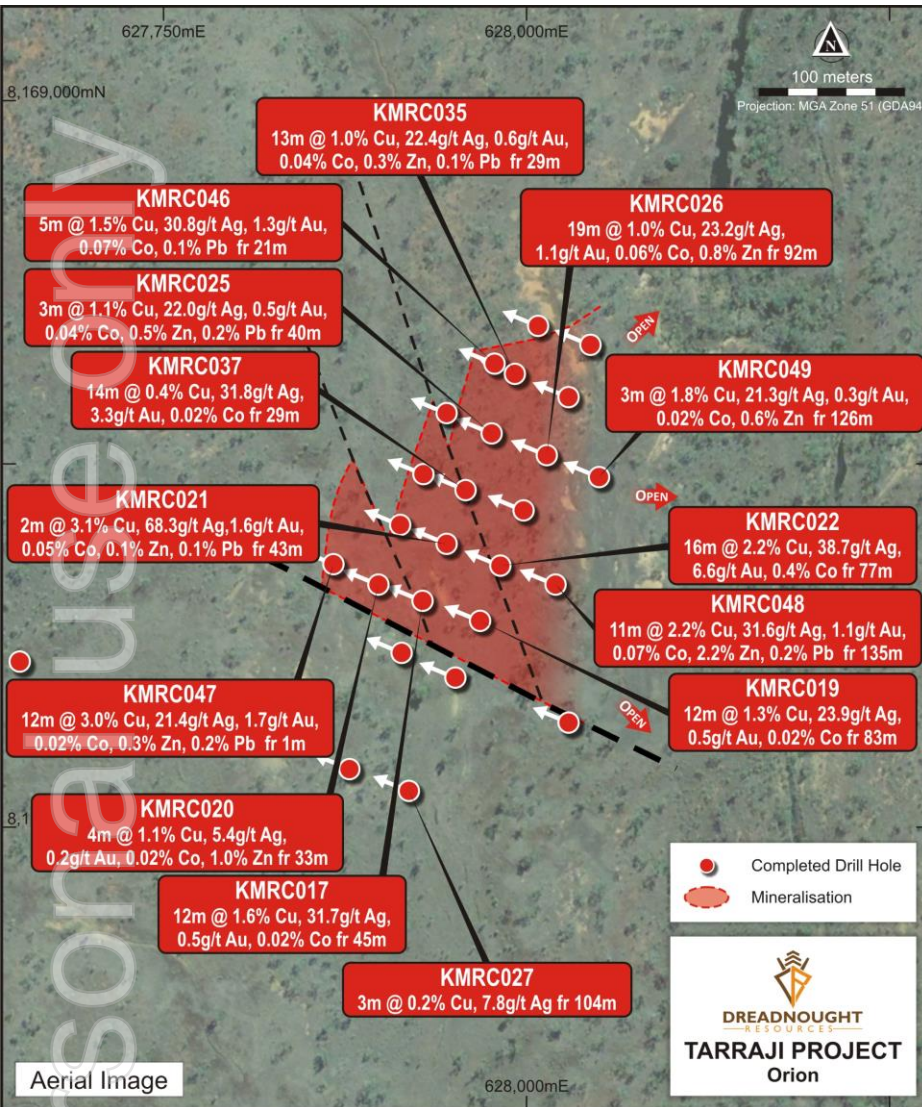 627,750mE
628,000mE
N
100 meters
Projection: MGA Zone 51 (GDA94
8,169,000mN
KMRC035
13m @ 1.0% Cu, 22.4g/t Ag, 0.6g/t Au,
0.04% Co, 0.3% Zn, 0.1% Pb fr 29m
KMRC046
5m @ 1.5% Cu, 30.8g/t Ag, 1.3g/t Au,
0.07% Co, 0.1% Pb fr 21m
KMRC026
19m @ 1.0% Cu, 23.2g/t Ag,
1.1g/t Au, 0.06% Co, 0.8% Zn fr 92m
KMRC025
3m @ 1.1% Cu, 22.0g/t Ag, 0.5g/t Au,
0.04% Co, 0.5% Zn, 0.2% Pb fr 40m
OPEN
KMRC037
14m @ 0.4% Cu, 31.8g/t Ag,
3.3g/t Au, 0.02% Co fr 29m
KMRC049
3m @ 1.8% Cu, 21.3g/t Ag, 0.3g/t Au,
0.02% Co, 0.6% Zn fr 126m
OPEN
KMRC021
2m @ 3.1% Cu, 68.3g/t Ag,1.6g/t Au,
0.05% Co, 0.1% Zn, 0.1% Pb fr 43m
KMRC022
16m @ 2.2% Cu, 38.7g/t Ag,
6.6g/t Au, 0.4% Co fr 77m
KMRC048
11m @ 2.2% Cu, 31.6g/t Ag, 1.1g/t Au,
0.07% Co, 2.2% Zn, 0.2% Pb fr 135m
KMRC019
12m @ 1.3% Cu, 23.9g/t Ag,
0.5g/t Au, 0.02% Co fr 83m
OPEN
KMRC047
12m @ 3.0% Cu, 21.4g/t Ag, 1.7g/t Au,
0.02% Co, 0.3% Zn, 0.2% Pb fr 1m
8,1
KMRC020
4m @ 1.1% Cu, 5.4g/t Ag,
0.2g/t Au, 0.02% Co, 1.0% Zn fr 33m
KMRC017
12m @ 1.6% Cu, 31.7g/t Ag,
0.5g/t Au, 0.02% Co fr 45m
KMRC027
3m @ 0.2% Cu, 7.8g/t Ag fr 104m
Completed Drill Hole
Mineralisation
DREADNOUGHT
RESOURCES
TARRAJI PROJECT
Orion
Aerial Image
628,000mE
sonal use only